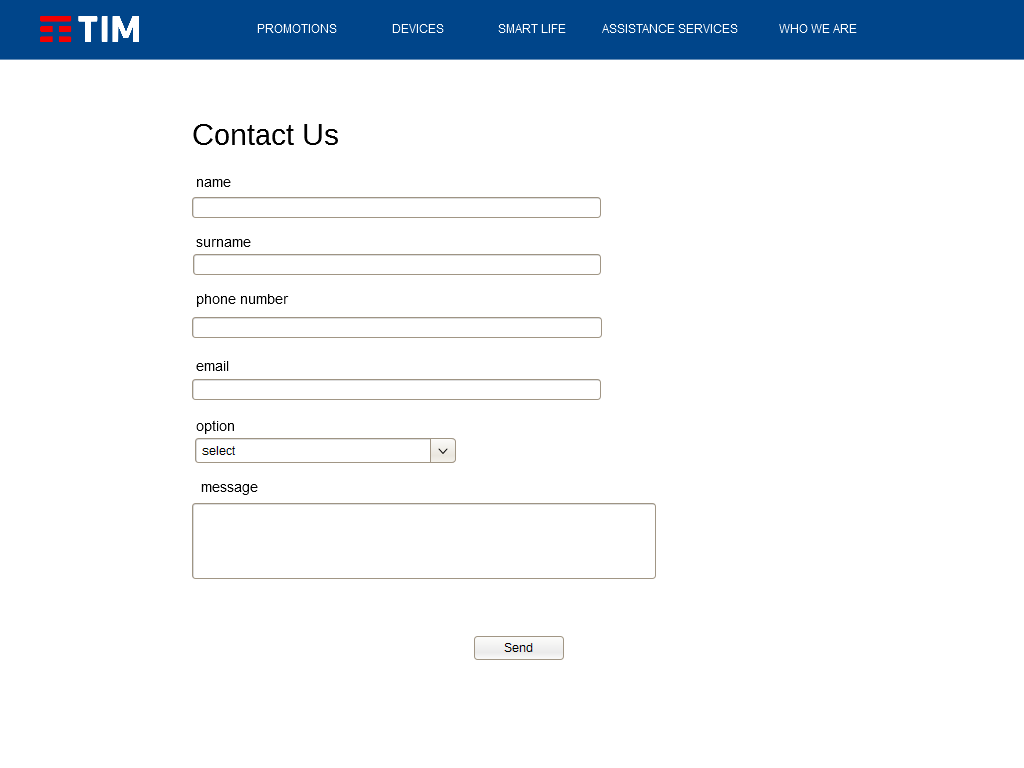 TIM
PROMOTIONS DEVICES SMART LIFE ASSISTANCE SERVICES WHO WE ARE
Contact Us
name
surname
phone number
email
option
select
message
Send